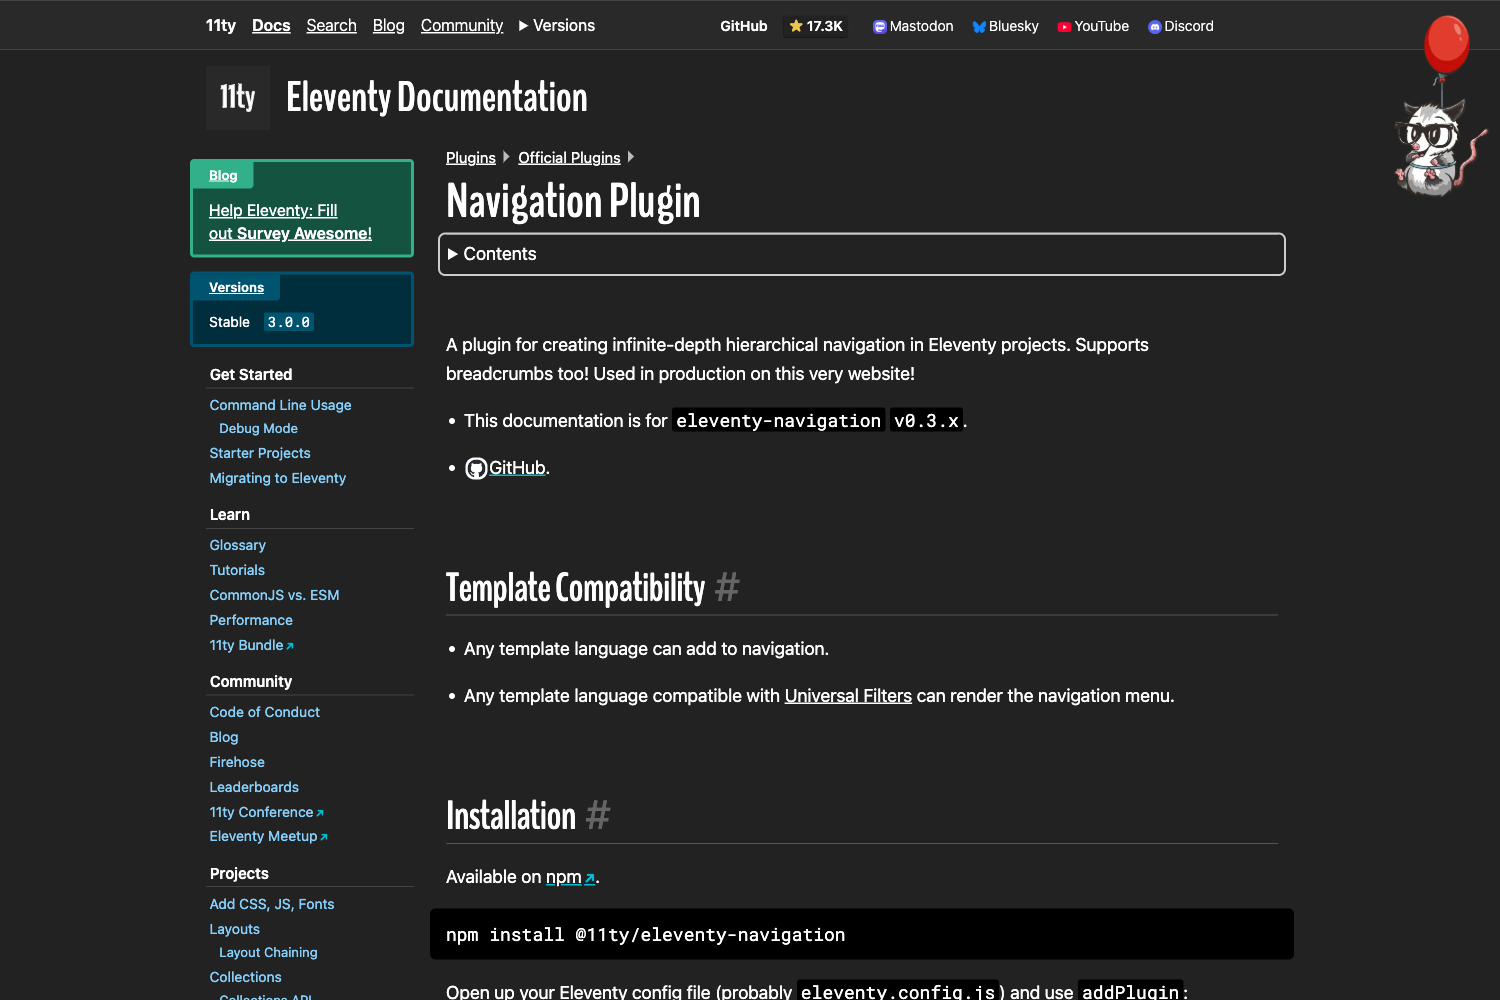 11ty Docs Search Blog Community Versions GitHub 17.3K Mastodon Bluesky YouTube Discord
11ty Eleventy Documentation
Blog
Help Eleventy: Fill
out Survey Awesome!
Versions
Stable 3.0.0
Get Started
Command Line Usage
Debug Mode
Starter Projects
Migrating to Eleventy
Learn
Glossary
Tutorials
CommonJS vs. ESM
Performance
11ty Bundle
Community
Code of Conduct
Blog
Firehose
Leaderboards
11ty Conference
Eleventy Meetup
Projects
Add CSS, JS, Fonts
Layouts
Layout Chaining
Collections
Collections API
Plugins Official Plugins
Navigation Plugin
Contents
A plugin for creating infinite-depth hierarchical navigation in Eleventy projects. Supports
breadcrumbs too! Used in production on this very website!
• This documentation is for eleventy-navigation v0.3.x.
• GitHub.
Template Compatibility #
• Any template language can add to navigation.
• Any template language compatible with Universal Filters can render the navigation menu.
Installation #
Available on npm.
npm install @11ty/eleventy-navigation
Open up your Eleventy config file (probably eleventy.config.js) and use addPlugin: